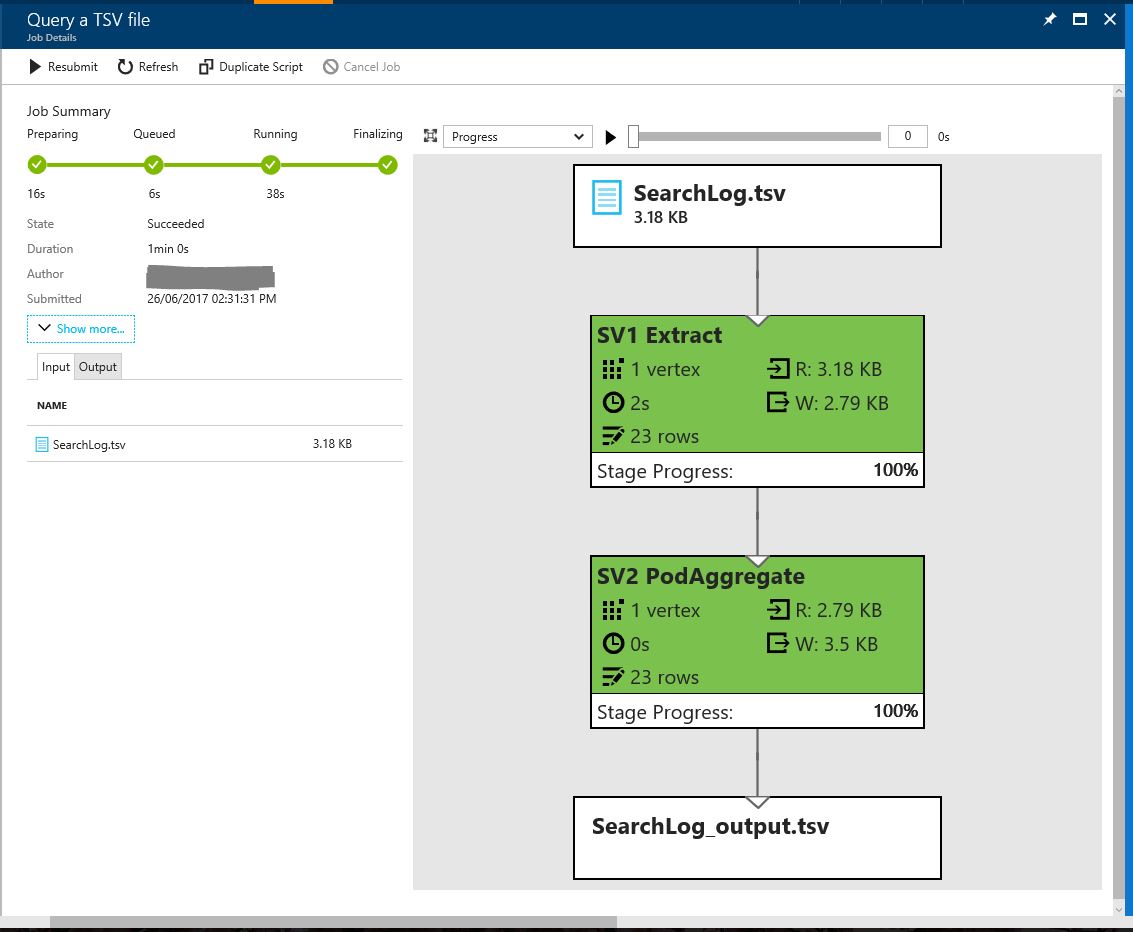 Query a TSV file
Job Details
Resubmit Refresh Duplicate Script Cancel Job
Job Summary
Preparing Queued Running Finalizing
16s 6s 38s
State Succeeded
Duration 1min 0s
Author
Submitted 26/06/2017 02:31:31 PM
Show more...
Input Output
NAME
SearchLog.tsv 3.18 KB
Progress 0 0s
SearchLog.tsv
3.18 KB
SV1 Extract
1 vertex R: 3.18 KB
2s W: 2.79 KB
23 rows
Stage Progress: 100%
SV2 PodAggregate
1 vertex R: 2.79 KB
0s W: 3.5 KB
23 rows
Stage Progress: 100%
SearchLog_output.tsv